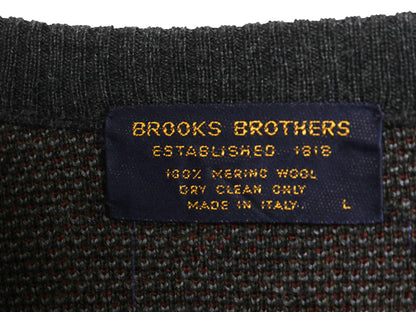 BROOKS BROTHERS
ESTABLISHED 1818
100% MERINO WOOL
DRY CLEAN ONLY
MADE IN ITALY L